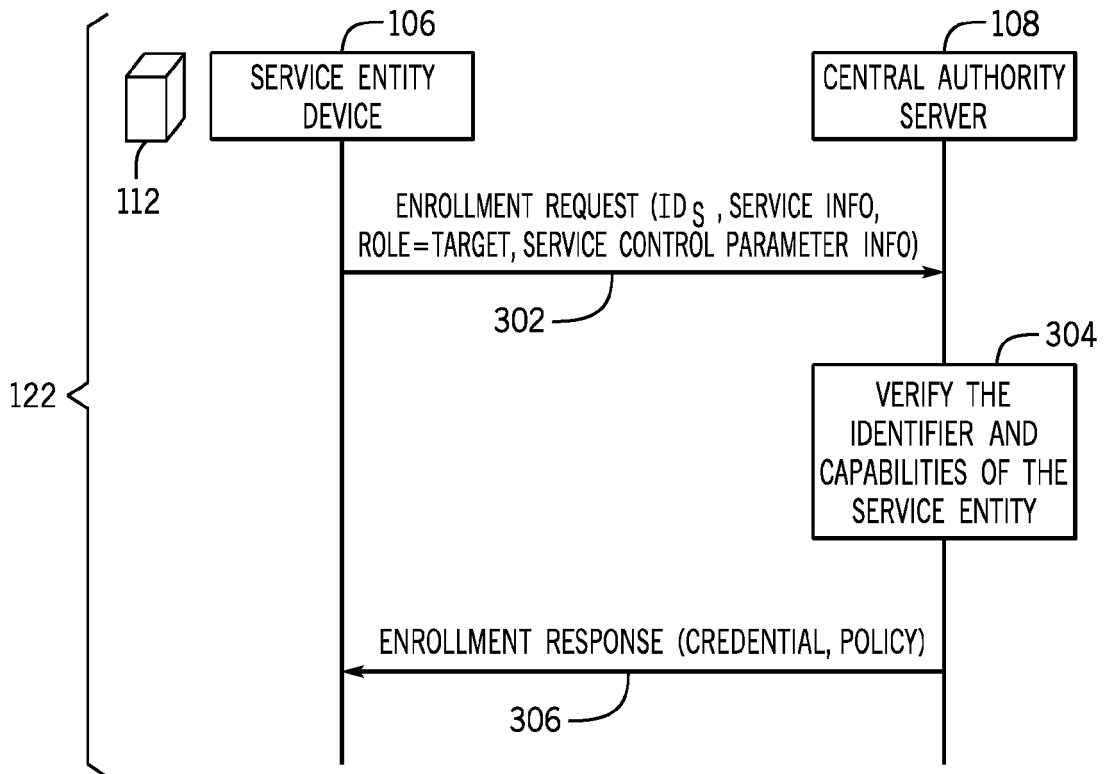 106
108
SERVICE ENTITY
DEVICE
CENTRAL AUTHORITY
SERVER
112
ENROLLMENT REQUEST (IDS , SERVICE INFO,
ROLE=TARGET, SERVICE CONTROL PARAMETER INFO)
302
304
122
VERIFY THE
IDENTIFIER AND
CAPABILITIES OF THE
SERVICE ENTITY
ENROLLMENT RESPONSE (CREDENTIAL, POLICY)
306